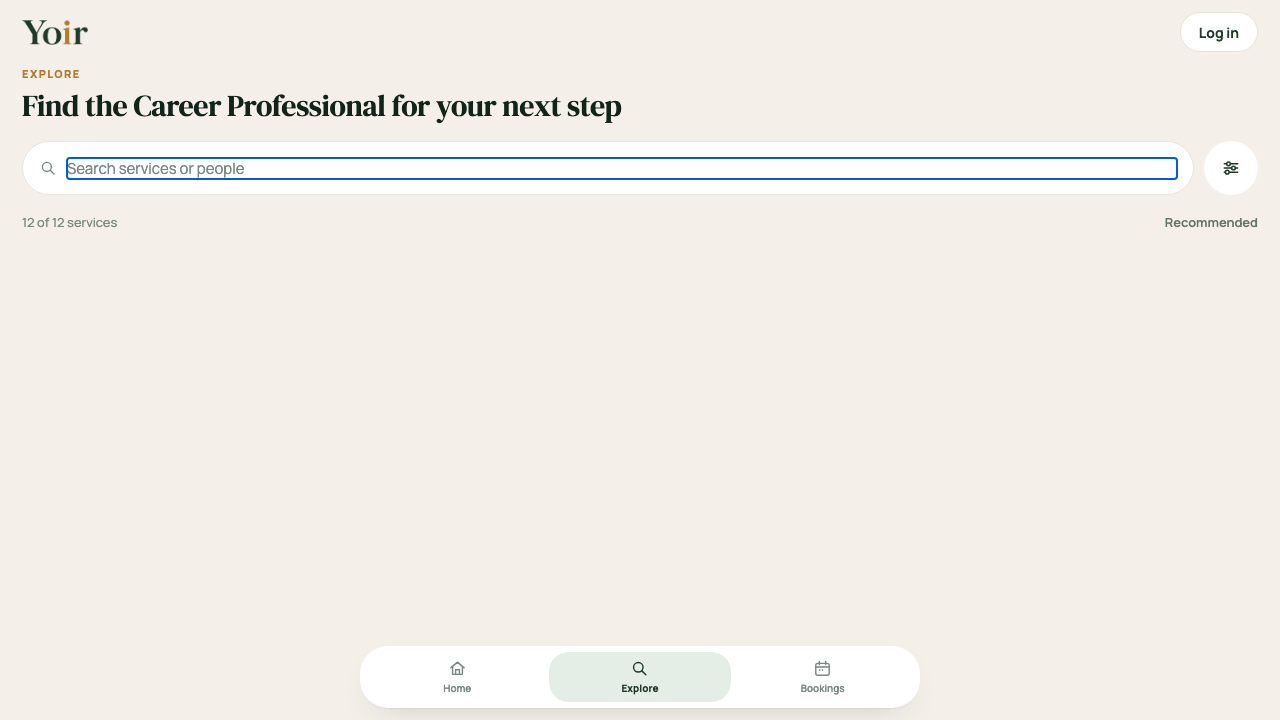 Yoir
Log in
EXPLORE
Find the Career Professional for your next step
Search services or people
12 of 12 services
Recommended
Home
Explore
Bookings